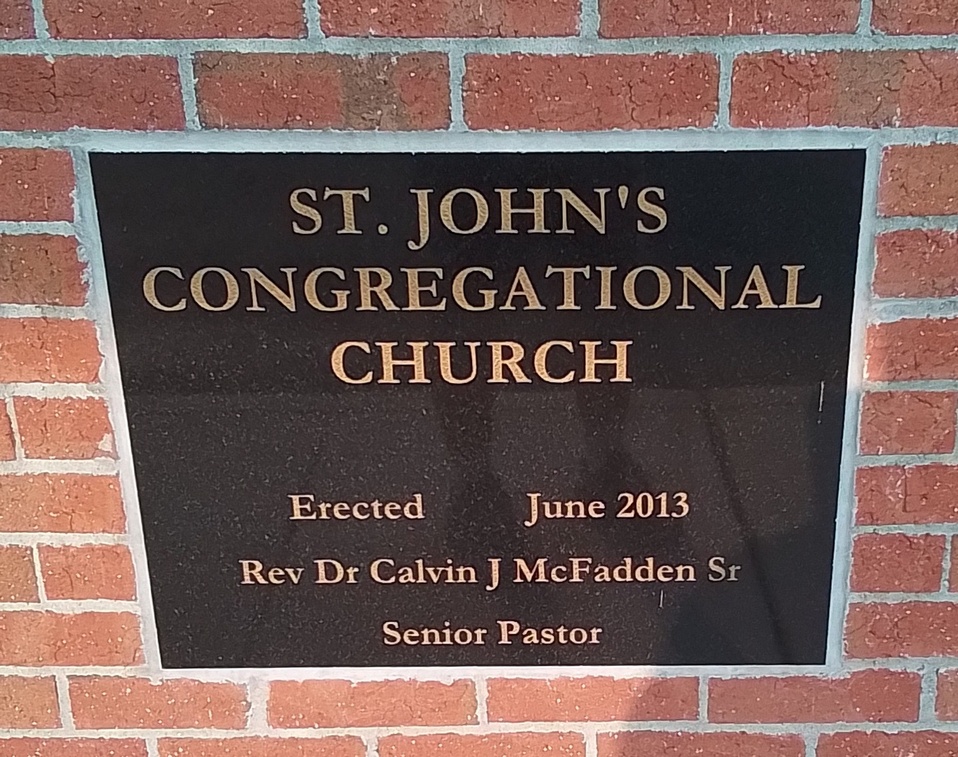 ST. JOHN'S
CONGREGATIONAL
CHURCH
Erected June 2013
Rev Dr Calvin J McFadden Sr
Senior Pastor